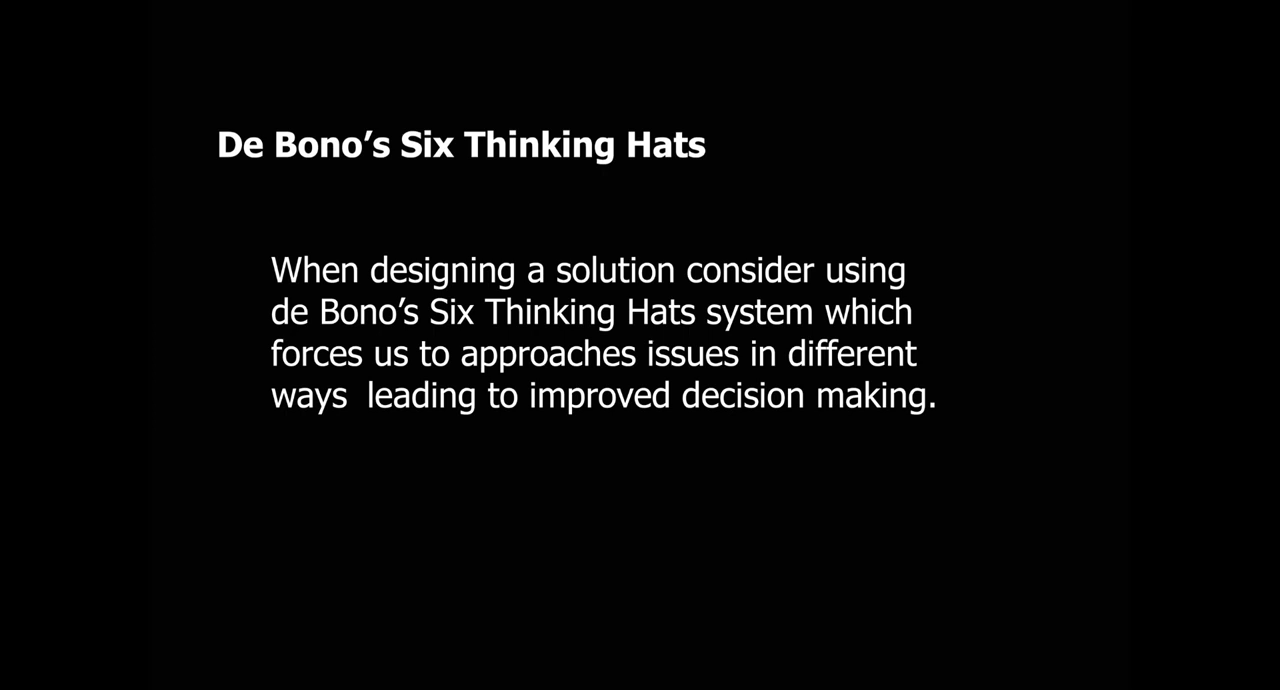 De Bono’s Six Thinking Hats
When designing a solution consider using
de Bono’s Six Thinking Hats system which
forces us to approaches issues in different
ways  leading to improved decision making.